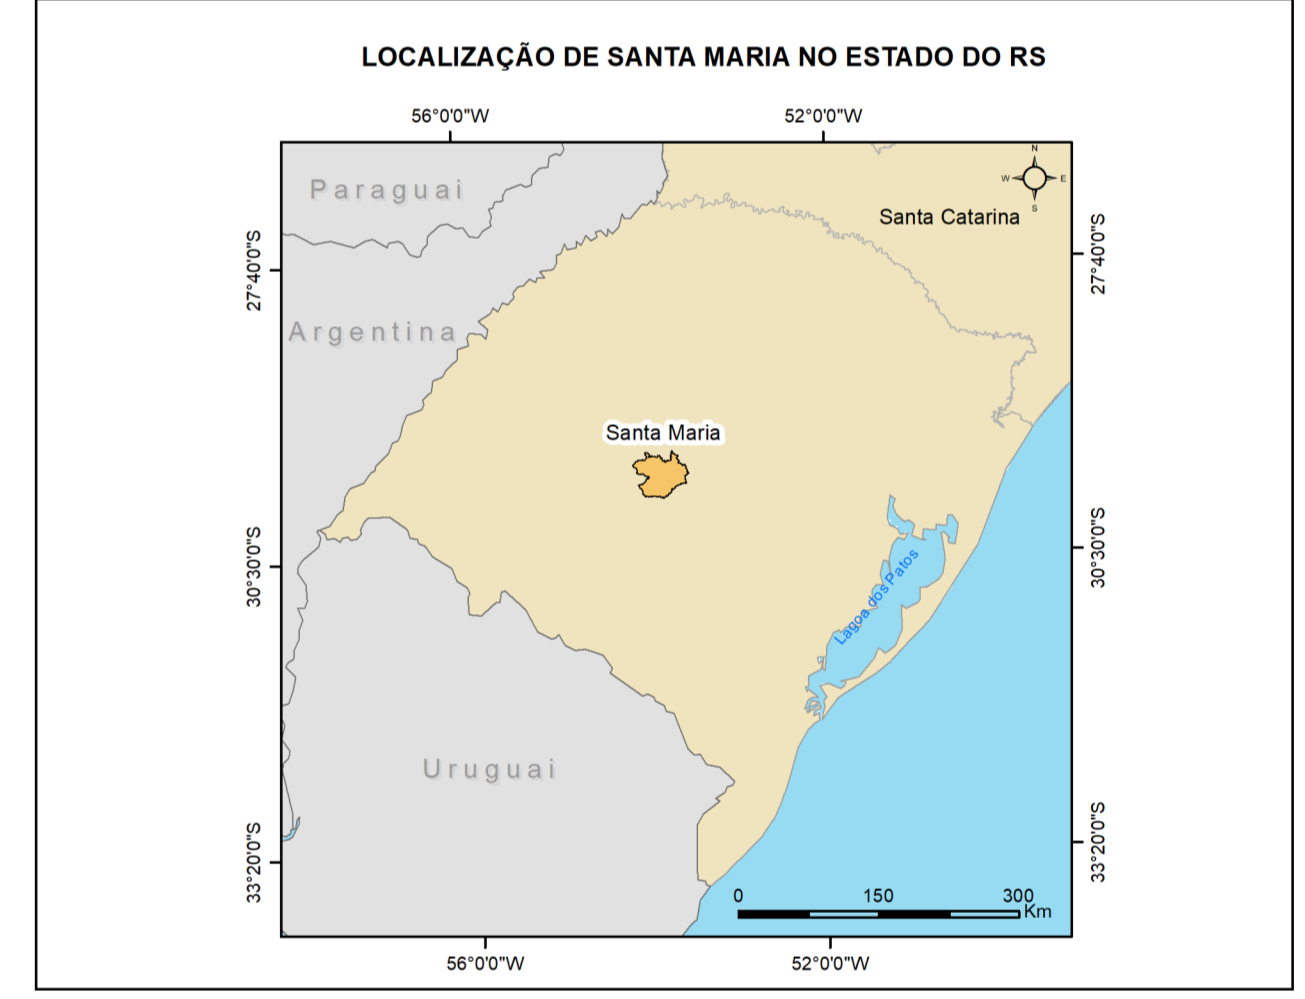 LOCALIZAÇÃO DE SANTA MARIA NO ESTADO DO RS
56°0'0"W
52°0'0"W
N
W
E
S
Paraguai
Santa Catarina
27°40'0"S
27°40'0"S
Argentina
Santa Maria
30°30'0"S
30°30'0"S
Lagoa dos Patos
Uruguai
33°20'0"S
33°20'0"S
0 150 300
Km
56°0'0"W
52°0'0"W